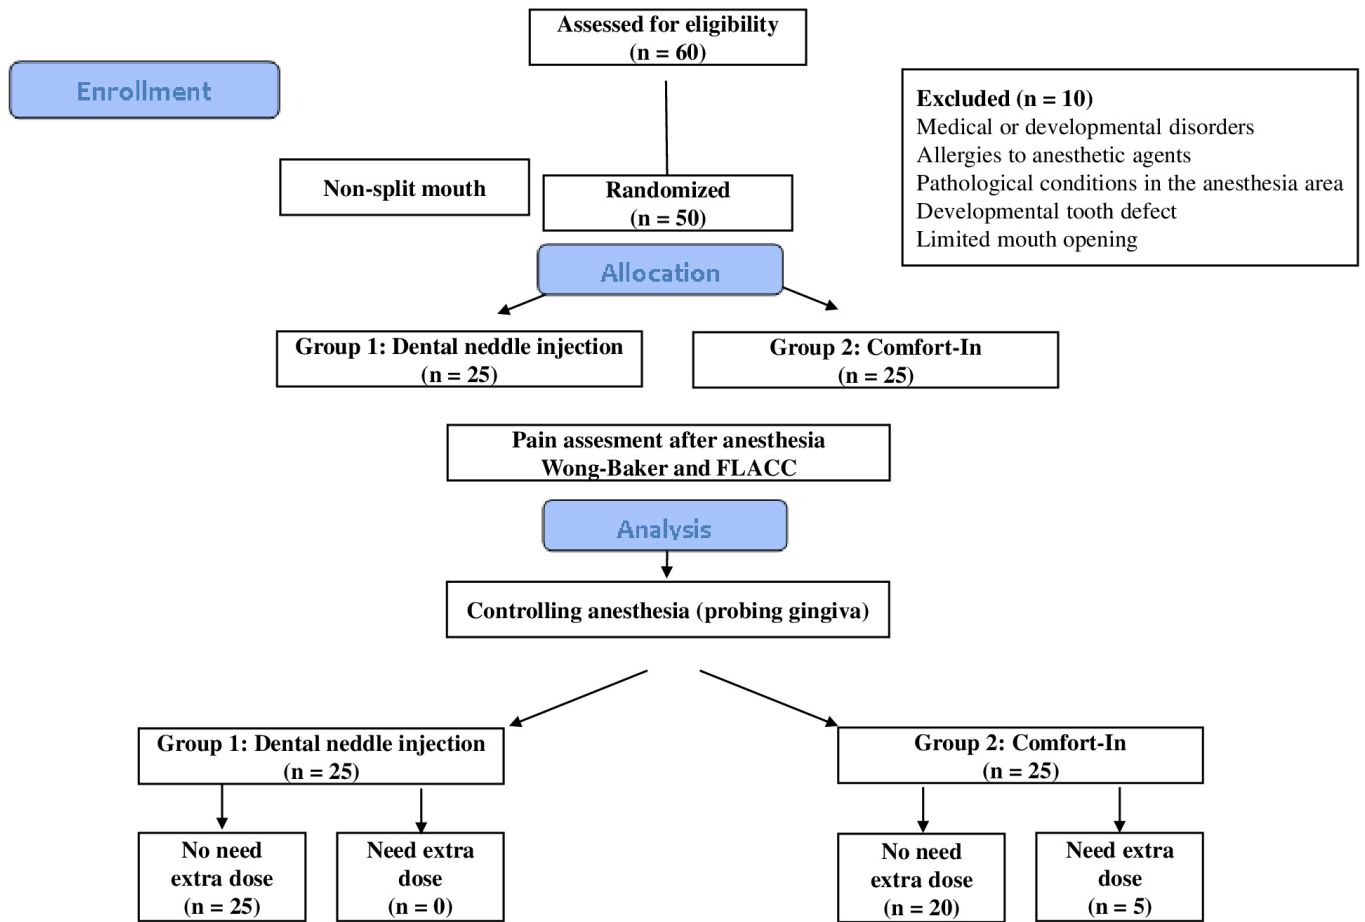 Assessed for eligibility
(n = 60)
Enrollment
Excluded (n = 10)
Medical or developmental disorders
Allergies to anesthetic agents
Pathological conditions in the anesthesia area
Developmental tooth defect
Limited mouth opening
Non-split mouth
Randomized
(n = 50)
Allocation
Group 1: Dental neddle injection
(n = 25)
Group 2: Comfort-In
(n = 25)
Pain assesment after anesthesia
Wong-Baker and FLACC
Analysis
Controlling anesthesia (probing gingiva)
Group 1: Dental neddle injection
(n = 25)
Group 2: Comfort-In
(n = 25)
No need
extra dose
(n = 25)
Need extra
dose
(n = 0)
No need
extra dose
(n = 20)
Need extra
dose
(n = 5)